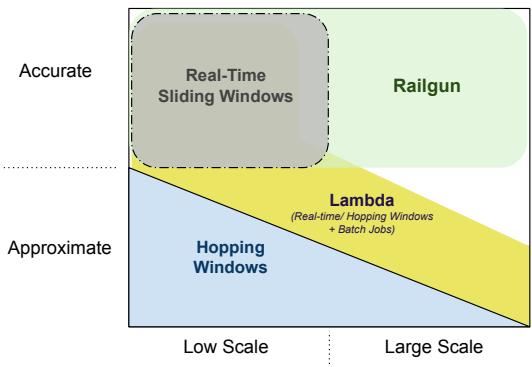 Accurate
Real-Time
Sliding Windows
Railgun
Lambda
(Real-time/ Hopping Windows
+ Batch Jobs)
Approximate
Hopping
Windows
Low Scale
Large Scale